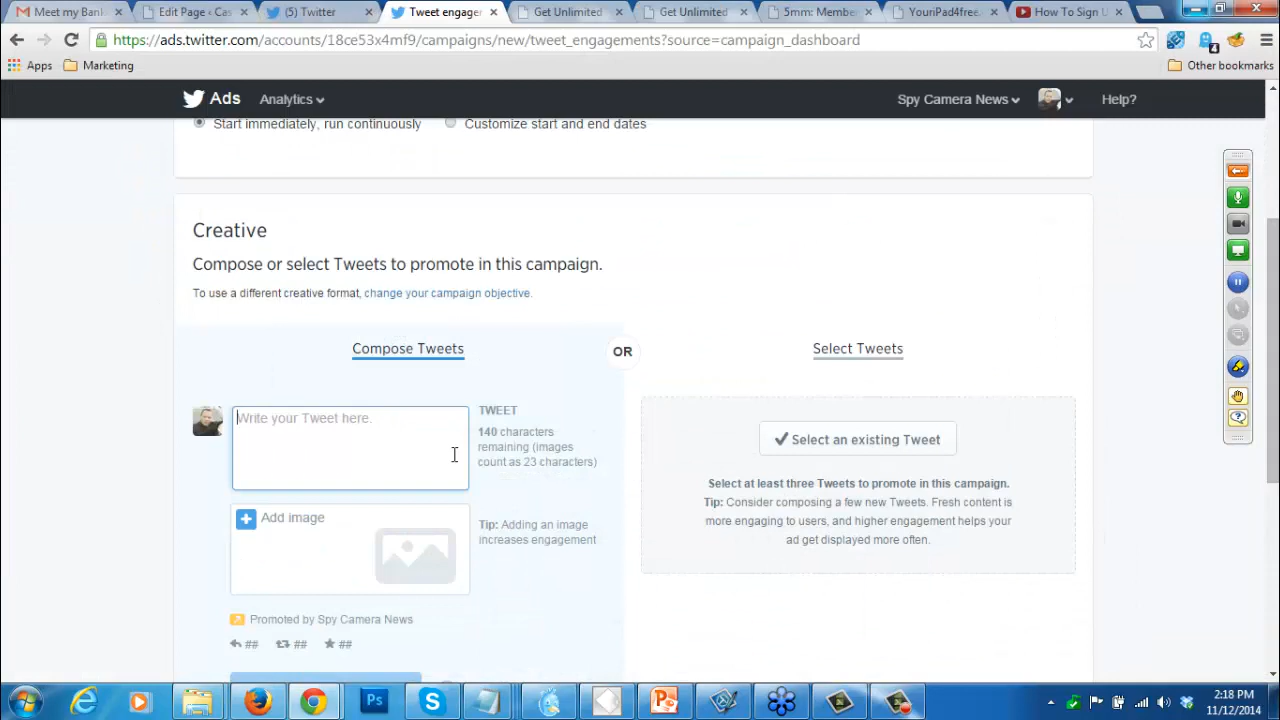 Meet my Ban
Edit Page ‹ Cas
(5) Twitter
Tweet engage
Get Unlimited
Get Unlimited
5mm: Member
YouriPad4free.
How To Sign U
https://ads.twitter.com/accounts/18ce53x4mf9/campaigns/new/tweet_engagements?source=campaign_dashboard
4
Apps
Marketing
Other bookmarks
Ads
Analytics
Spy Camera News
Help?
Start immediately, run continuously
Customize start and end dates
Creative
Compose or select Tweets to promote in this campaign.
To use a different creative format, change your campaign objective.
Compose Tweets
OR
Select Tweets
Write your Tweet here.
TWEET
140 characters
remaining (images
count as 23 characters)
Select an existing Tweet
Select at least three Tweets to promote in this campaign.
Tip: Consider composing a few new Tweets. Fresh content is
more engaging to users, and higher engagement helps your
ad get displayed more often.
Add image
Tip: Adding an image
increases engagement
Promoted by Spy Camera News
##
##
##
Ps
2:18 PM
11/12/2014